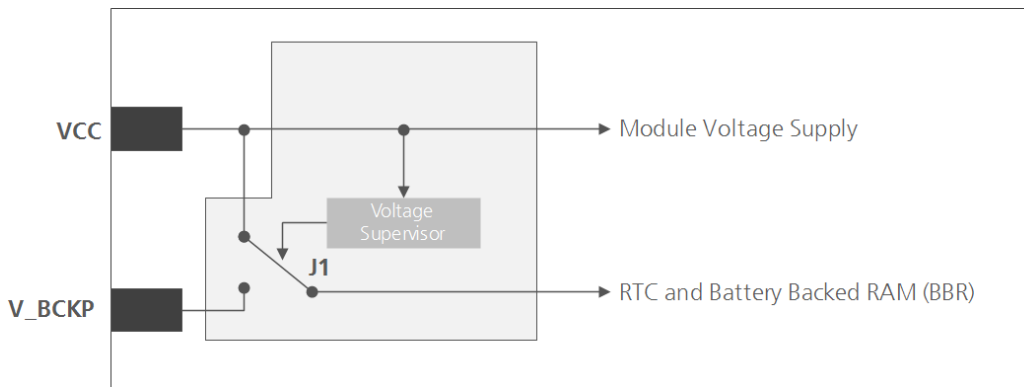 VCC
Module Voltage Supply
Voltage
Supervisor
J1
V_BCKP
RTC and Battery Backed RAM (BBR)